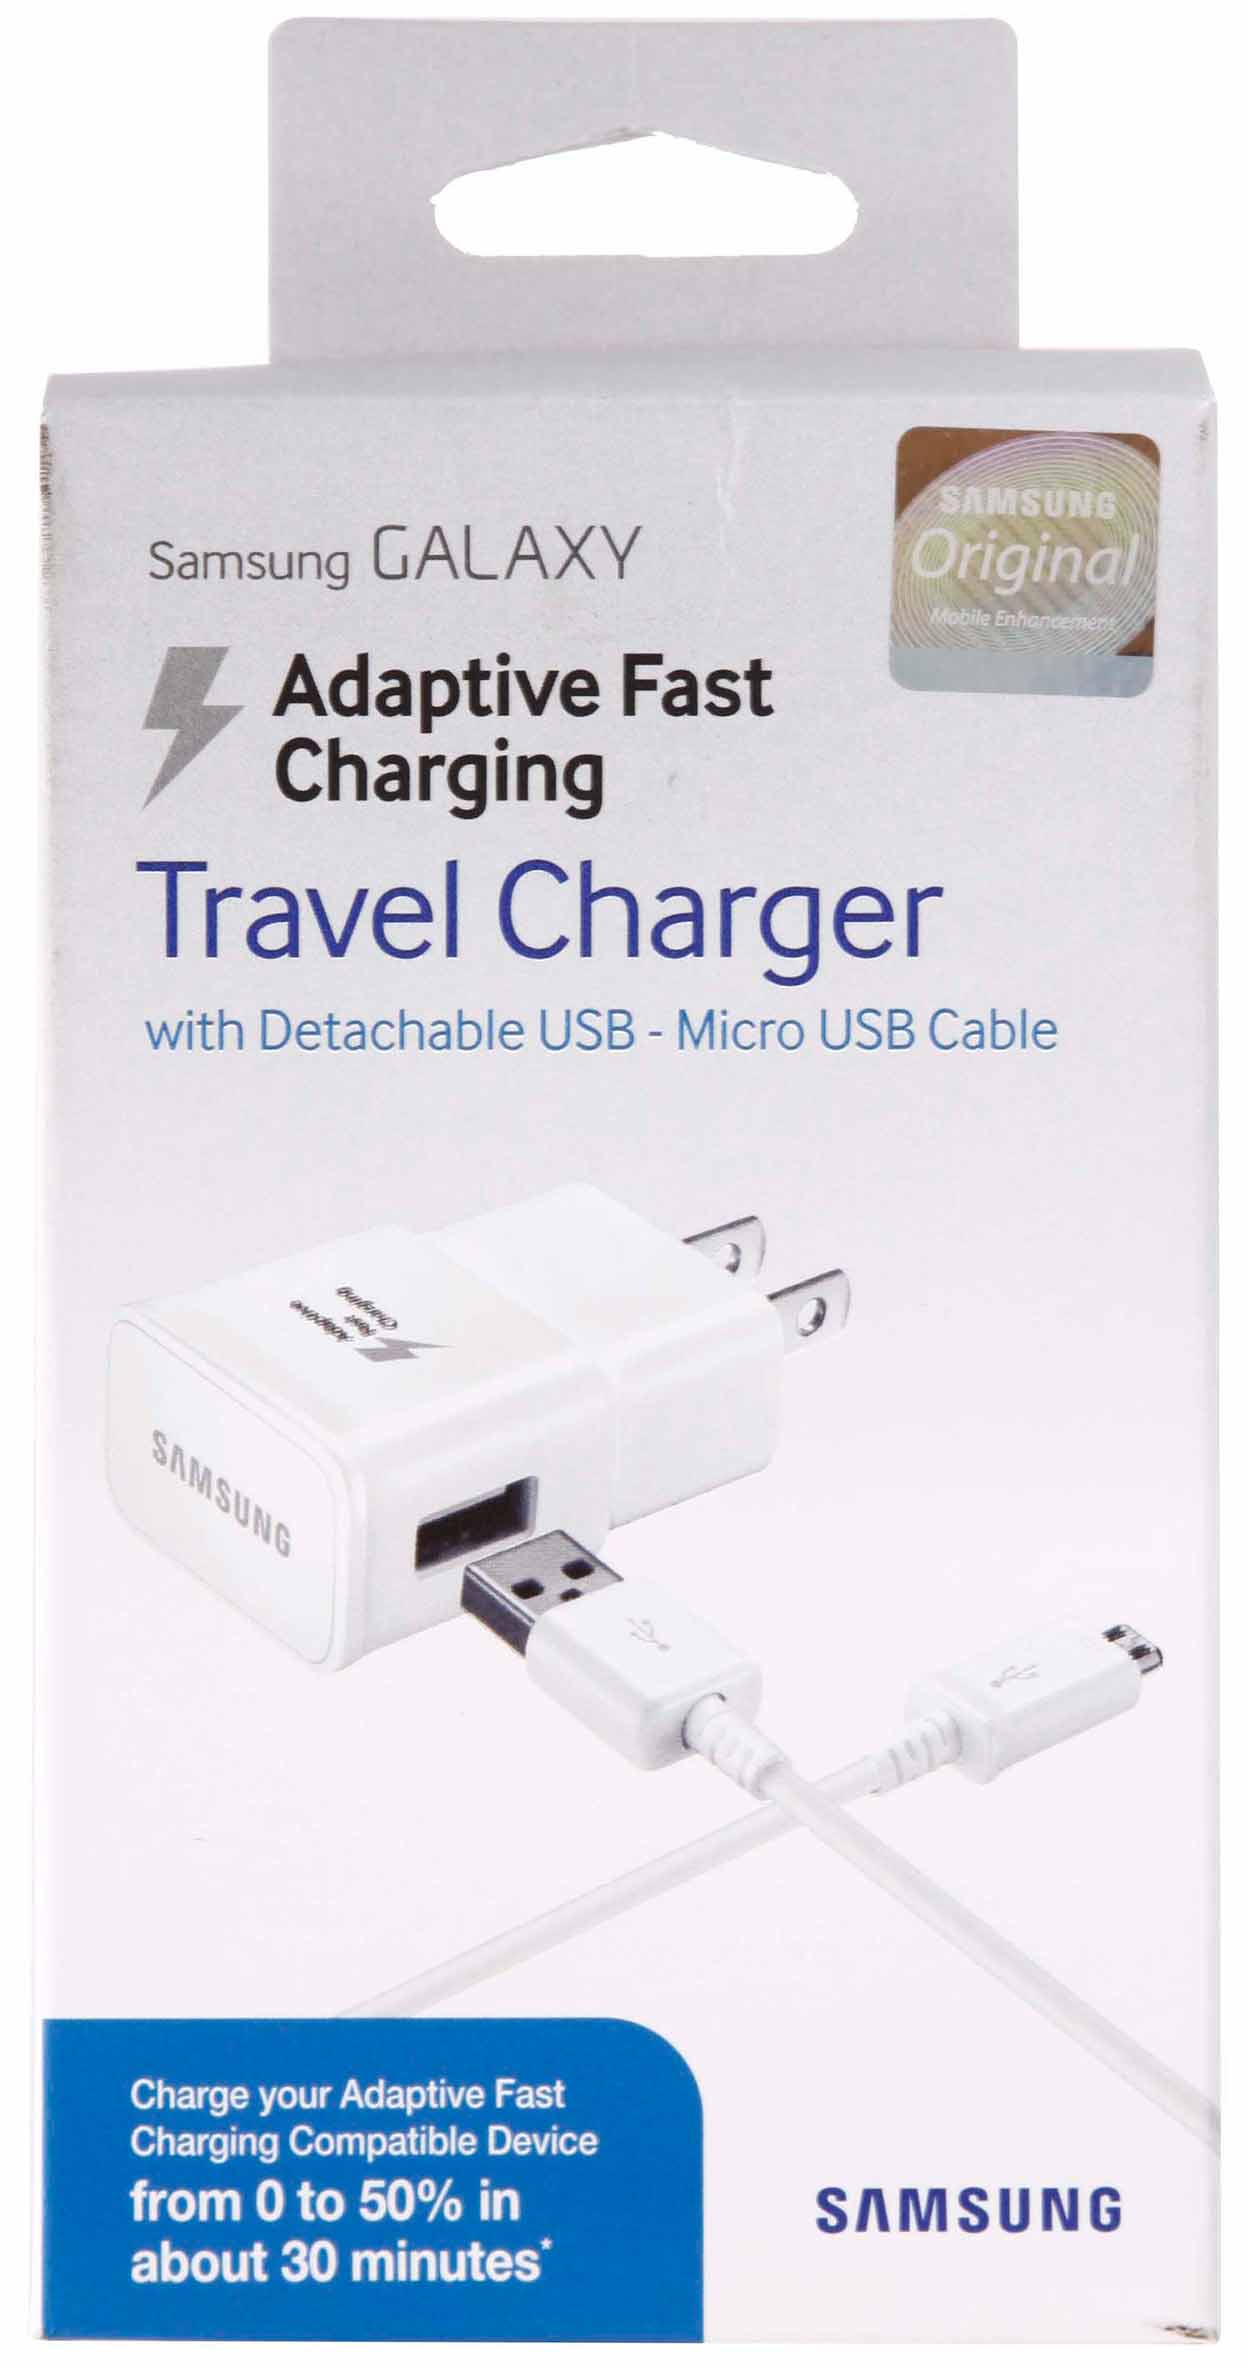 SAMSUNG
Original
Mobile Enhancement
Samsung GALAXY
Adaptive Fast
Charging
Travel Charger
with Detachable USB - Micro USB Cable
Adaptive
Fast
Charging
SAMSUNG
Charge your Adaptive Fast
Charging Compatible Device
from 0 to 50% in
about 30 minutes*
SAMSUNG